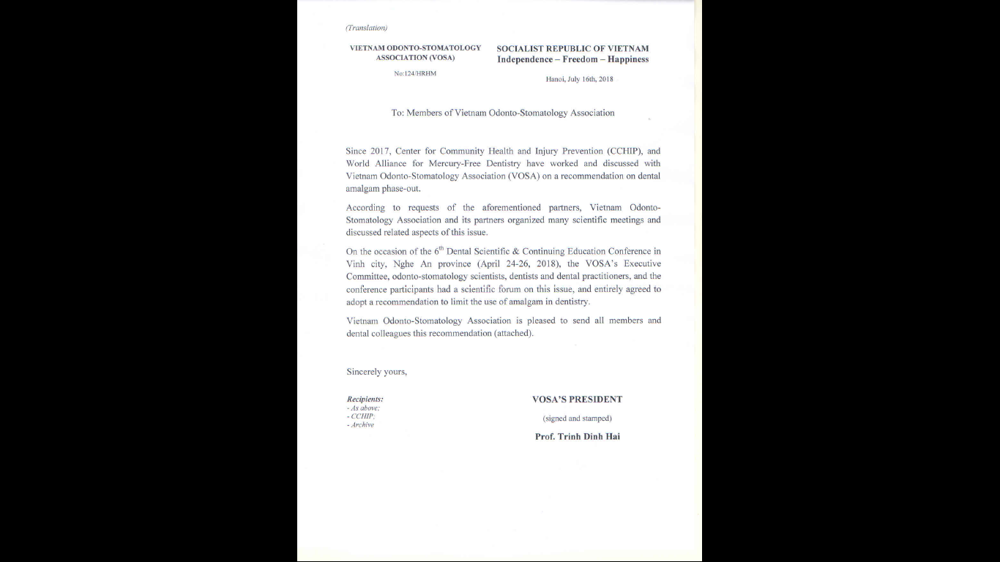 (Translation)
VIETNAM ODONTO-STOMATOLOGY
ASSOCIATION (VOSA)
No:124/HRHM
SOCIALIST REPUBLIC OF VIETNAM
Independence – Freedom – Happiness
Hanoi, July 16th, 2018
To: Members of Vietnam Odonto-Stomatology Association
Since 2017, Center for Community Health and Injury Prevention (CCHIP), and
World Alliance for Mercury-Free Dentistry have worked and discussed with
Vietnam Odonto-Stomatology Association (VOSA) on a recommendation on dental
amalgam phase-out.
According to requests of the aforementioned partners, Vietnam Odonto-
Stomatology Association and its partners organized many scientific meetings and
discussed related aspects of this issue.
On the occasion of the 6th Dental Scientific & Continuing Education Conference in
Vinh city, Nghe An province (April 24-26, 2018), the VOSA's Executive
Committee, odonto-stomatology scientists, dentists and dental practitioners, and the
conference participants had a scientific forum on this issue, and entirely agreed to
adopt a recommendation to limit the use of amalgam in dentistry.
Vietnam Odonto-Stomatology Association is pleased to send all members and
dental colleagues this recommendation (attached).
Sincerely yours,
Recipients:
- As above;
- CCHIP;
- Archive
VOSA'S PRESIDENT
(signed and stamped)
Prof. Trinh Dinh Hai